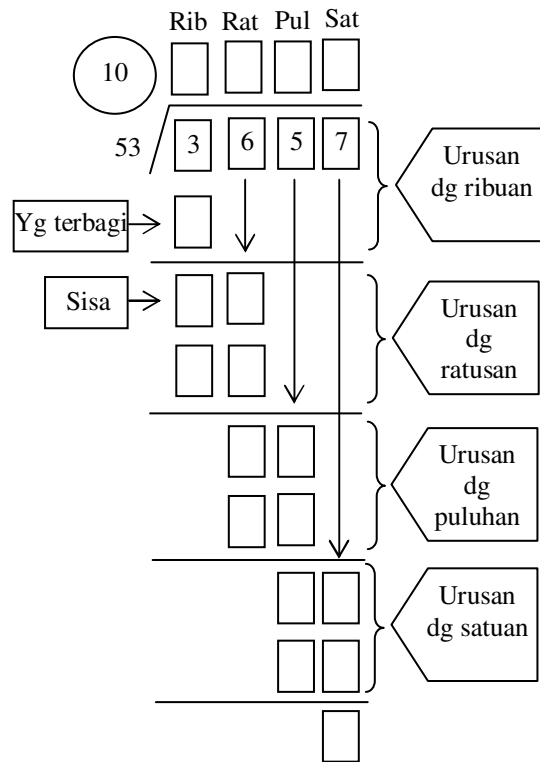 Rib Rat Pul Sat
10
53 3 6 5 7
Urusan
dg ribuan
Yg terbagi
Sisa
Urusan
dg
ratusan
Urusan
dg
puluhan
Urusan
dg satuan